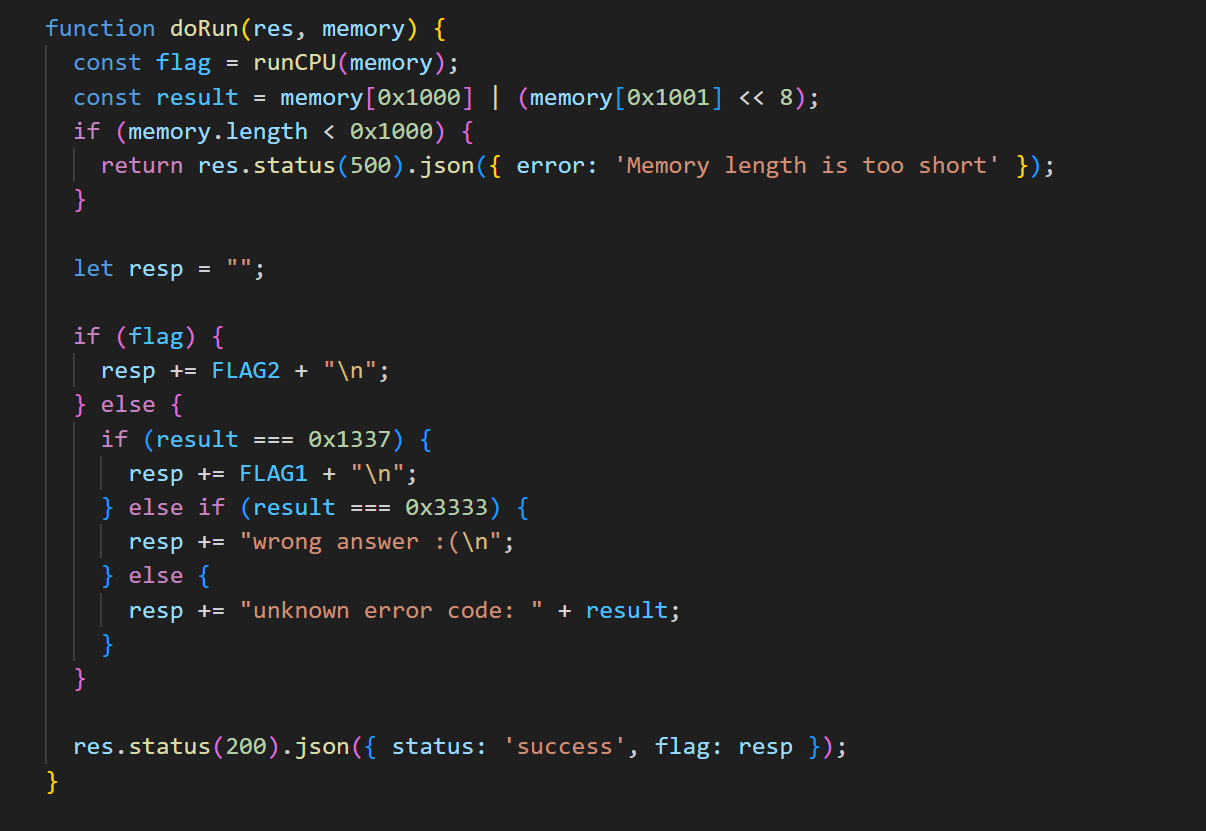 function doRun(res, memory) {
  const flag = runCPU(memory);
  const result = memory[0x1000] | (memory[0x1001] << 8);
  if (memory.length < 0x1000) {
    return res.status(500).json({ error: 'Memory length is too short' });
  }

  let resp = "";

  if (flag) {
    resp += FLAG2 + "\n";
  } else {
    if (result === 0x1337) {
      resp += FLAG1 + "\n";
    } else if (result === 0x3333) {
      resp += "wrong answer :(\n";
    } else {
      resp += "unknown error code: " + result;
    }
  }

  res.status(200).json({ status: 'success', flag: resp });
}